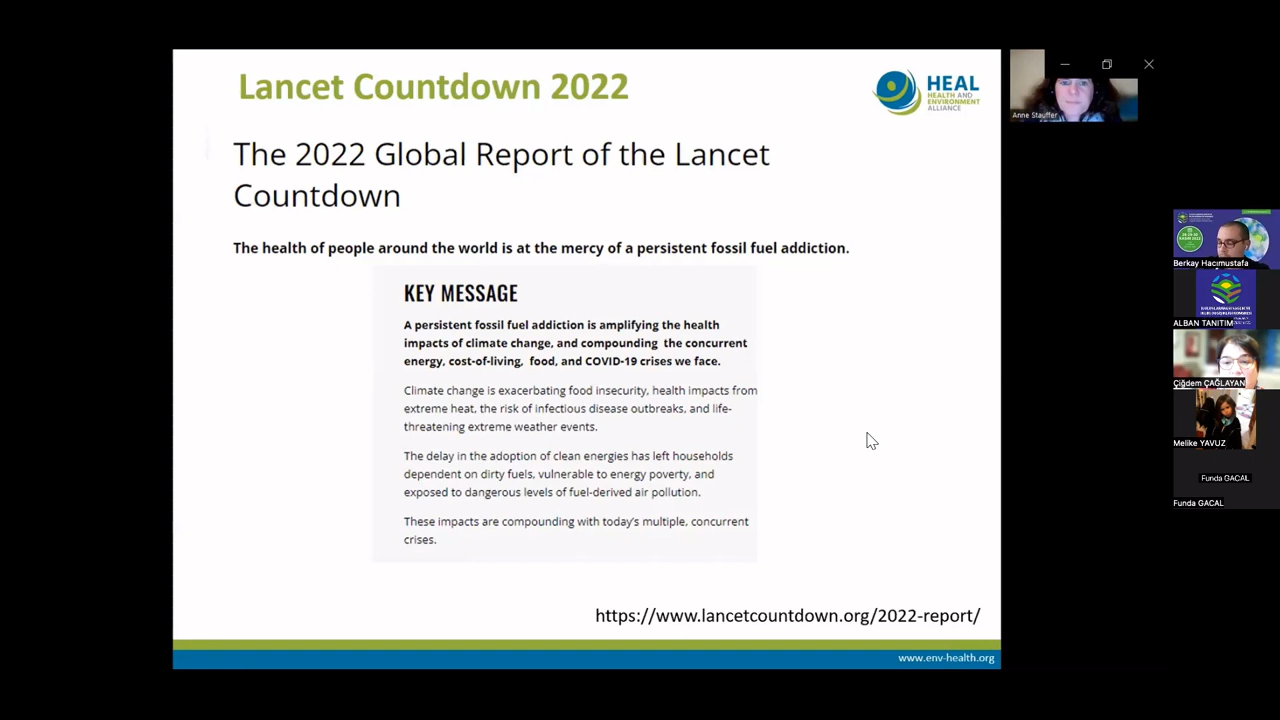 Lancet Countdown 2022
HEAL
HEALTH AND
ENVIRONMENT
ALLIANCE
The 2022 Global Report of the Lancet
Countdown
The health of people around the world is at the mercy of a persistent fossil fuel addiction.
KEY MESSAGE
A persistent fossil fuel addiction is amplifying the health
impacts of climate change, and compounding the concurrent
energy, cost-of-living, food, and COVID-19 crises we face.
Climate change is exacerbating food insecurity, health impacts from
extreme heat, the risk of infectious disease outbreaks, and life-
threatening extreme weather events.
The delay in the adoption of clean energies has left households
dependent on dirty fuels, vulnerable to energy poverty, and
exposed to dangerous levels of fuel-derived air pollution.
These impacts are compounding with today's multiple, concurrent
crises.
https://www.lancetcountdown.org/2022-report/
www.env-health.org
Anne Stauffer
Berkay Hacımustafa
ALBAN TANITIM
Çiğdem ÇAĞLAYAN
Melike YAVUZ
Funda GACAL
Funda GACAL